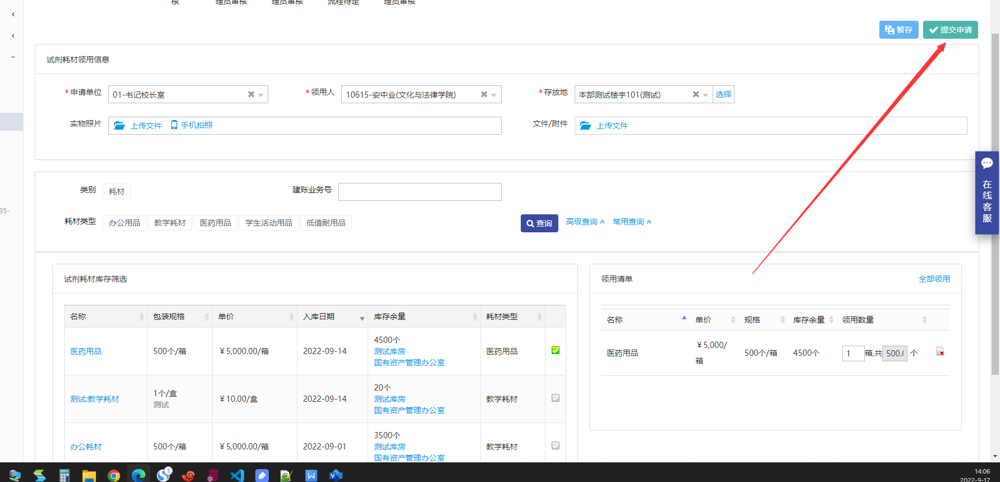 核 理员审核 理员审核 流程待定 理员审核
暂存 提交申请
试剂耗材领用信息
*申请单位 01-书记校长室 *领用人 10615-安中业(文化与法律学院) *存放地 本部测试楼宇101(测试) 选择
实物照片 上传文件 手机拍照 文件/附件 上传文件
在线客服
类别 耗材 建账业务号
35-
耗材类型 办公用品 教学耗材 医药用品 学生活动用品 低值耐用品 查询 高级查询 常用查询
试剂耗材库存筛选
名称 包装规格 单价 入库日期 库存余量 耗材类型
医药用品 500个/箱 ￥5,000.00/箱 2022-09-14 4500个 测试库房 国有资产管理办公室 医药用品
测试:教学耗材 1个/盒 测试 ￥10.00/盒 2022-09-14 20个 测试库房 国有资产管理办公室 教学耗材
办公耗材 500个/箱 ￥5,000.00/箱 2022-09-01 3500个 测试库房 国有资产管理办公室 教学耗材
领用清单 全部领用
名称 单价 规格 库存余量 领用数量
医药用品 ￥5,000/箱 500个/箱 4500个 1 箱,共 500. 个
14:06
2022-9-17